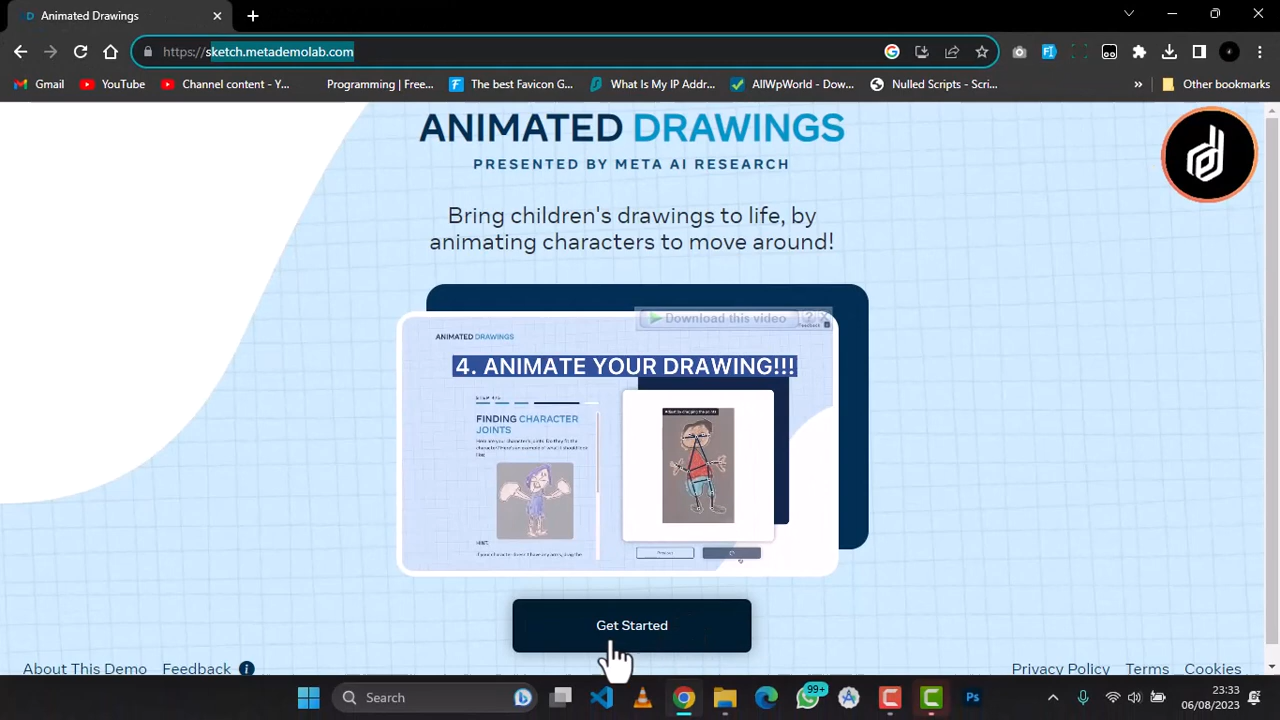 Animated Drawings
https://sketch.metademolab.com
Gmail
YouTube
Channel content - Y...
Programming | Free...
The best Favicon G...
What Is My IP Addr...
AllWpWorld - Dow...
Nulled Scripts - Scri...
»
Other bookmarks
ANIMATED DRAWINGS
PRESENTED BY META AI RESEARCH
Bring children's drawings to life, by
animating characters to move around!
Download this video
Feedback
ANIMATED DRAWINGS
4. ANIMATE YOUR DRAWING!!!
FINDING CHARACTER
JOINTS
Previous
Get Started
About This Demo
Feedback
Privacy Policy
Terms
Cookies
Search
99+
Ps
23:33
06/08/2023